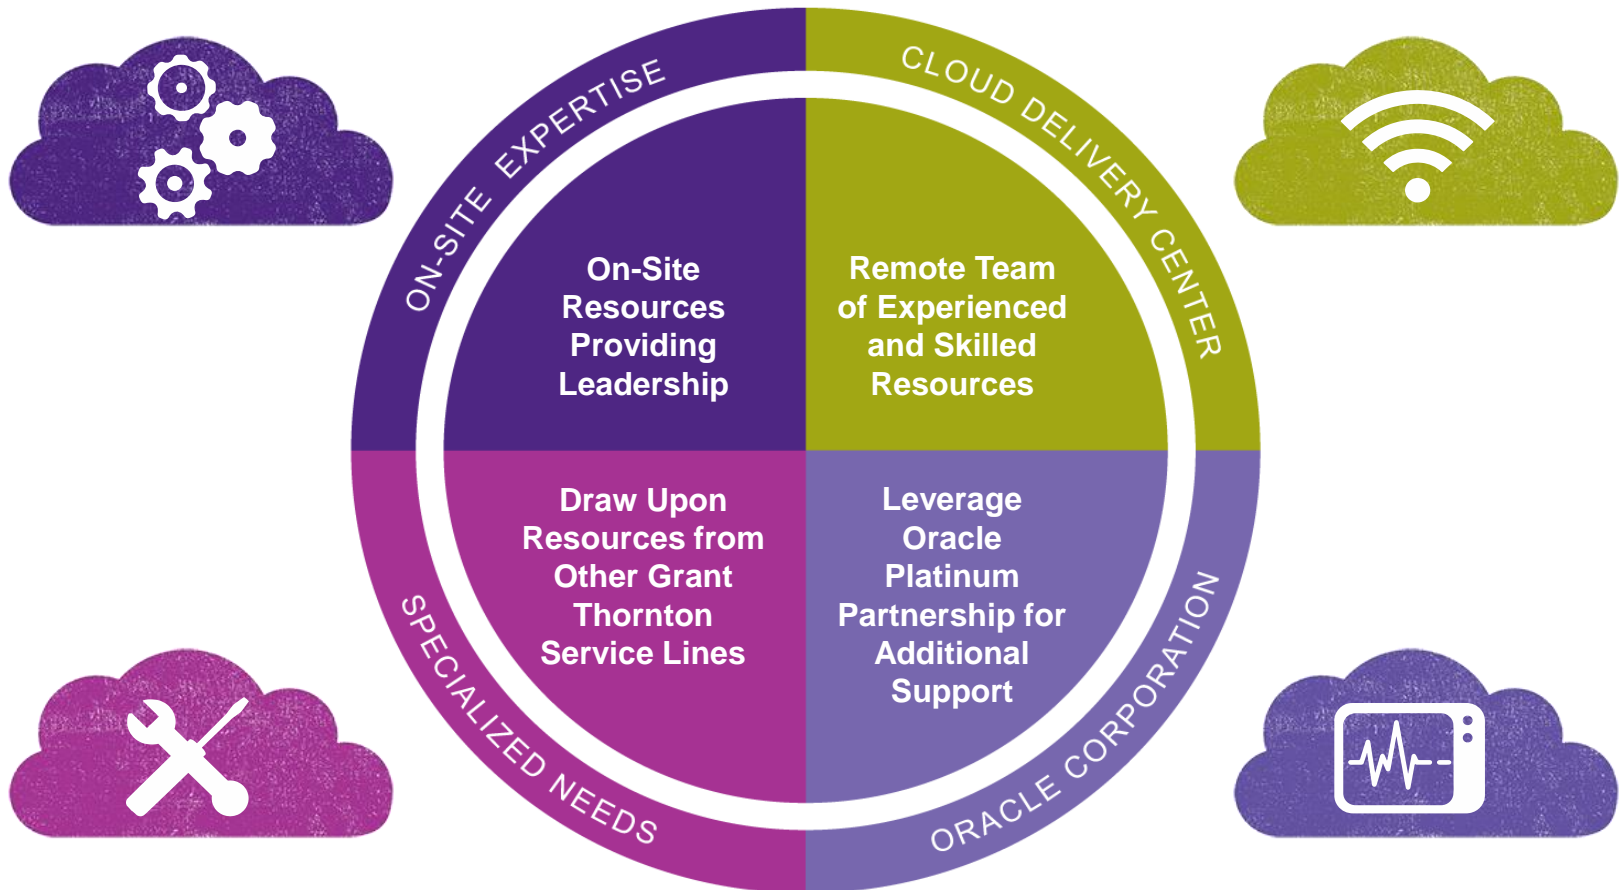 ON-SITE EXPERTISE
CLOUD DELIVERY CENTER
On-Site
Resources
Providing
Leadership
Remote Team
of Experienced
and Skilled
Resources
Draw Upon
Resources from
Other Grant
Thornton
Service Lines
Leverage
Oracle
Platinum
Partnership for
Additional
Support
SPECIALIZED NEEDS
ORACLE CORPORATION